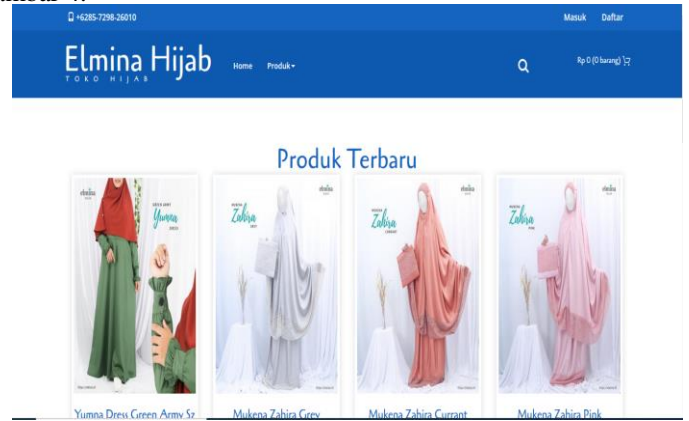 +6285-7298-26010
Masuk Daftar
Elmina Hijab
TOKO HIJAB
Home Produk
Rp 0 (0 barang)
Produk Terbaru
Yumna
Zahira
Zahira
Zahira
Yumna Dress Green Army Sz
Mukena Zahira Grey
Mukena Zahira Currant
Mukena Zahira Pink